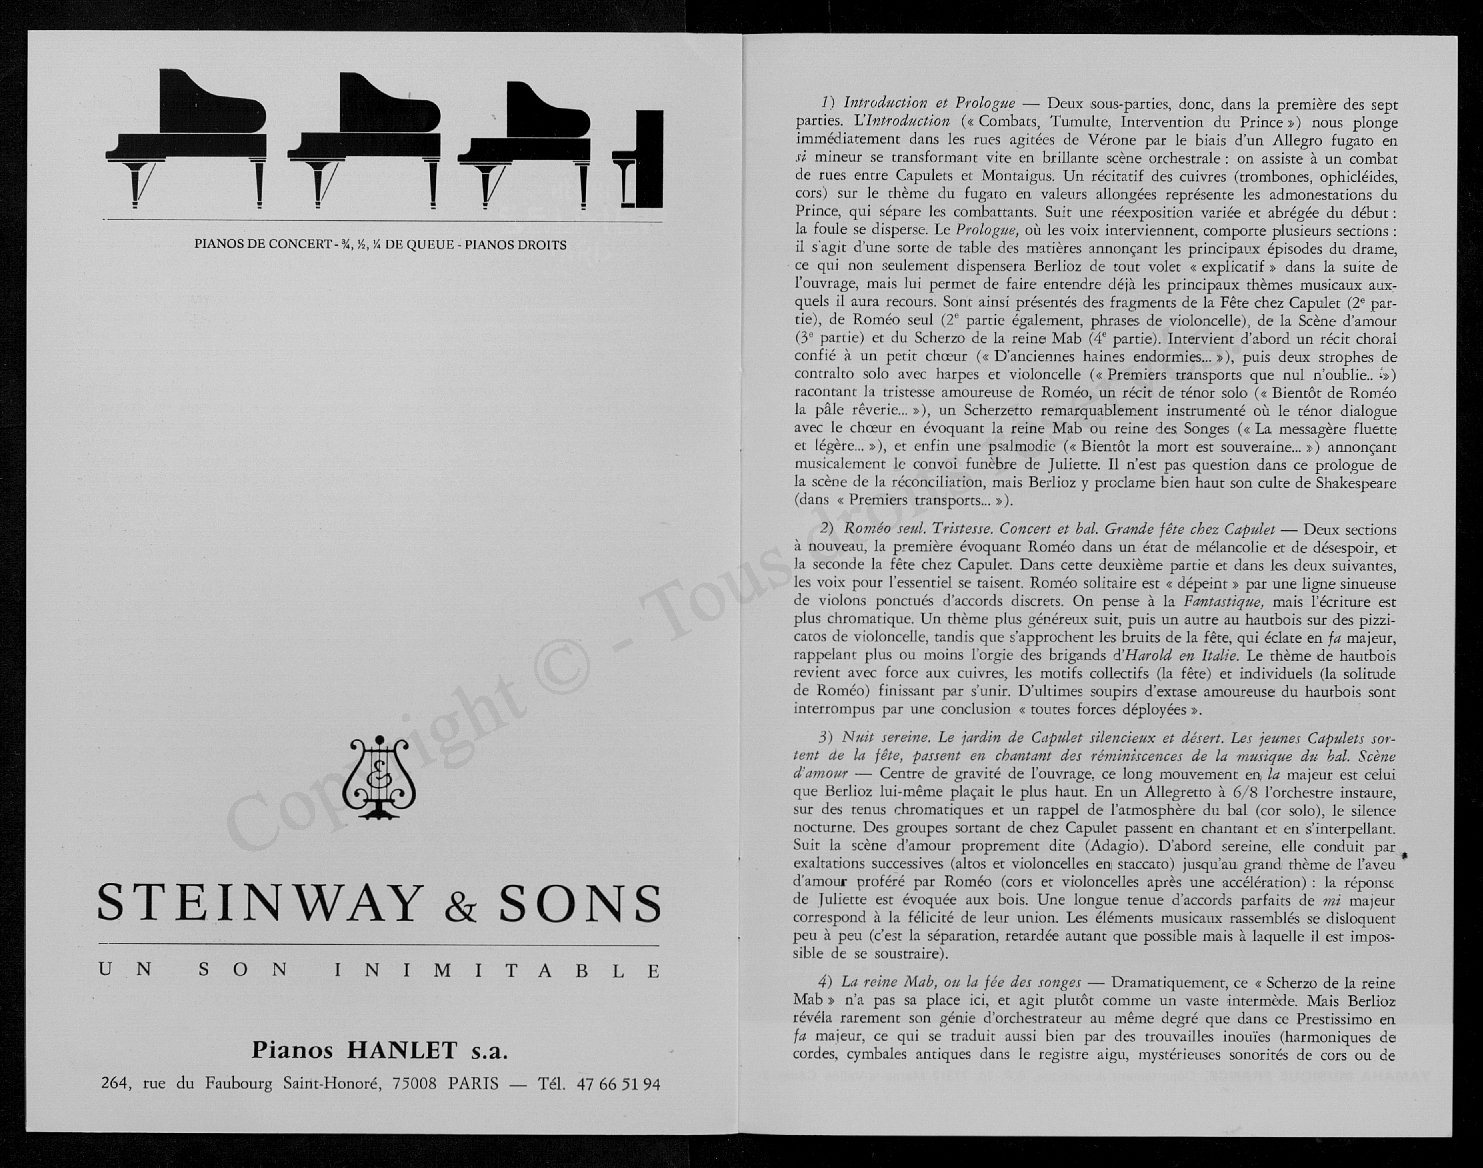 PIANOS DE CONCERT - ¾, ½, ¼ DE QUEUE - PIANOS DROITS
STEINWAY & SONS
UN SON INIMITABLE
Pianos HANLET s.a.
264, rue du Faubourg Saint-Honoré, 75008 PARIS — Tél. 47 66 51 94
1) Introduction et Prologue — Deux sous-parties, donc, dans la première des sept
parties. L'Introduction (« Combats, Tumulte, Intervention du Prince ») nous plonge
immédiatement dans les rues agitées de Vérone par le biais d'un Allegro fugato en
si mineur se transformant vite en brillante scène orchestrale : on assiste à un combat
de rues entre Capulets et Montaigus. Un récitatif des cuivres (trombones, ophicléides,
cors) sur le thème du fugato en valeurs allongées représente les admonestations du
Prince, qui sépare les combattants. Suit une réexposition variée et abrégée du début :
la foule se disperse. Le Prologue, où les voix interviennent, comporte plusieurs sections :
il s'agit d'une sorte de table des matières annonçant les principaux épisodes du drame,
ce qui non seulement dispensera Berlioz de tout volet « explicatif » dans la suite de
l'ouvrage, mais lui permet de faire entendre déjà les principaux thèmes musicaux aux-
quels il aura recours. Sont ainsi présentés des fragments de la Fête chez Capulet (2e par-
tie), de Roméo seul (2e partie également, phrases de violoncelle), de la Scène d'amour
(3e partie) et du Scherzo de la reine Mab (4e partie). Intervient d'abord un récit choral
confié à un petit chœur (« D'anciennes haines endormies... »), puis deux strophes de
contralto solo avec harpes et violoncelle (« Premiers transports que nul n'oublie.. »)
racontant la tristesse amoureuse de Roméo, un récit de ténor solo (« Bientôt de Roméo
la pâle rêverie... »), un Scherzetto remarquablement instrumenté où le ténor dialogue
avec le chœur en évoquant la reine Mab ou reine des Songes (« La messagère fluette
et légère... »), et enfin une psalmodie (« Bientôt la mort est souveraine... ») annonçant
musicalement le convoi funèbre de Juliette. Il n'est pas question dans ce prologue de
la scène de la réconciliation, mais Berlioz y proclame bien haut son culte de Shakespeare
(dans « Premiers transports... »).
2) Roméo seul. Tristesse. Concert et bal. Grande fête chez Capulet — Deux sections
à nouveau, la première évoquant Roméo dans un état de mélancolie et de désespoir, et
la seconde la fête chez Capulet. Dans cette deuxième partie et dans les deux suivantes,
les voix pour l'essentiel se taisent. Roméo solitaire est « dépeint » par une ligne sinueuse
de violons ponctués d'accords discrets. On pense à la Fantastique, mais l'écriture est
plus chromatique. Un thème plus généreux suit, puis un autre au hautbois sur des pizzi-
catos de violoncelle, tandis que s'approchent les bruits de la fête, qui éclate en fa majeur,
rappelant plus ou moins l'orgie des brigands d'Harold en Italie. Le thème de hautbois
revient avec force aux cuivres, les motifs collectifs (la fête) et individuels (la solitude
de Roméo) finissant par s'unir. D'ultimes soupirs d'extase amoureuse du hautbois sont
interrompus par une conclusion « toutes forces déployées ».
3) Nuit sereine. Le jardin de Capulet silencieux et désert. Les jeunes Capulets sor-
tent de la fête, passent en chantant des réminiscences de la musique du bal. Scène
d'amour — Centre de gravité de l'ouvrage, ce long mouvement en la majeur est celui
que Berlioz lui-même plaçait le plus haut. En un Allegretto à 6/8 l'orchestre instaure,
sur des tenus chromatiques et un rappel de l'atmosphère du bal (cor solo), le silence
nocturne. Des groupes sortant de chez Capulet passent en chantant et en s'interpellant.
Suit la scène d'amour proprement dite (Adagio). D'abord sereine, elle conduit par
exaltations successives (altos et violoncelles en staccato) jusqu'au grand thème de l'aveu
d'amour proféré par Roméo (cors et violoncelles après une accélération) : la réponse
de Juliette est évoquée aux bois. Une longue tenue d'accords parfaits de mi majeur
correspond à la félicité de leur union. Les éléments musicaux rassemblés se disloquent
peu à peu (c'est la séparation, retardée autant que possible mais à laquelle il est impos-
sible de se soustraire).
4) La reine Mab, ou la fée des songes — Dramatiquement, ce « Scherzo de la reine
Mab » n'a pas sa place ici, et agit plutôt comme un vaste intermède. Mais Berlioz
révéla rarement son génie d'orchestrateur au même degré que dans ce Prestissimo en
fa majeur, ce qui se traduit aussi bien par des trouvailles inouïes (harmoniques de
cordes, cymbales antiques dans le registre aigu, mystérieuses sonorités de cors ou de
Copyright © - Tous droits réservés.